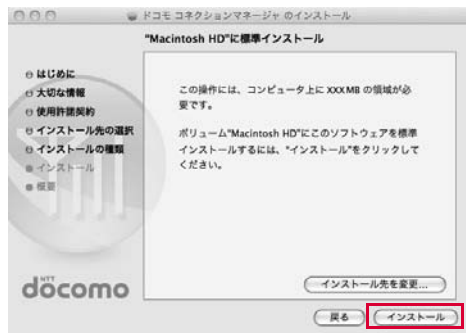 ドコモ コネクションマネージャ のインストール
"Macintosh HD"に標準インストール
はじめに
大切な情報
使用許諾契約
インストール先の選択
インストールの種類
インストール
概要
この操作には、コンピュータ上に XXX MB の領域が必
要です。
ボリューム"Macintosh HD"にこのソフトウェアを標準
インストールするには、"インストール"をクリックして
ください。
インストール先を変更...
NTT
döcomo
戻る
インストール